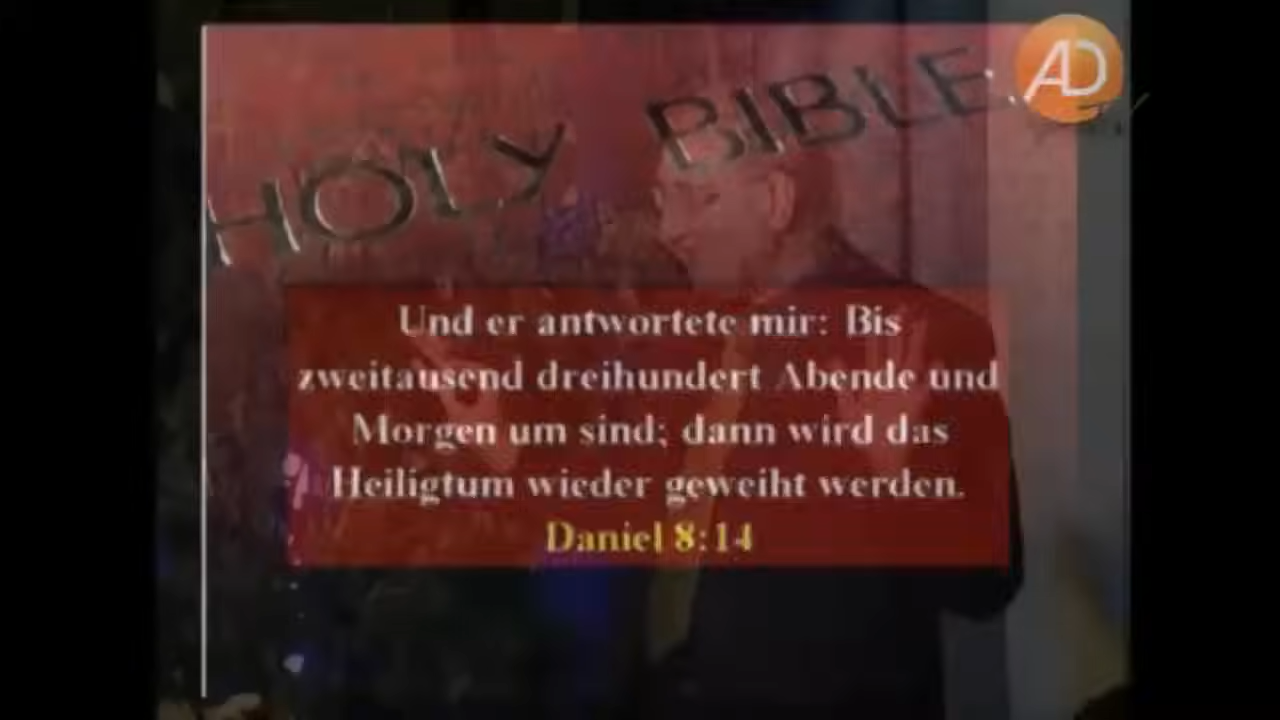 AD
HOLY BIBLE
Und er antwortete mir: Bis
zweitausend dreihundert Abende und
Morgen um sind; dann wird das
Heiligtum wieder geweiht werden.
Daniel 8:14